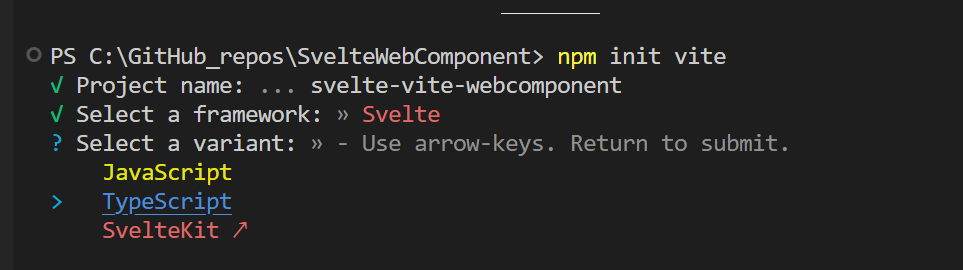 PS C:\GitHub_repos\SvelteWebComponent> npm init vite
√ Project name: ... svelte-vite-webcomponent
√ Select a framework: » Svelte
? Select a variant: » - Use arrow-keys. Return to submit.
JavaScript
> TypeScript
SvelteKit ↗